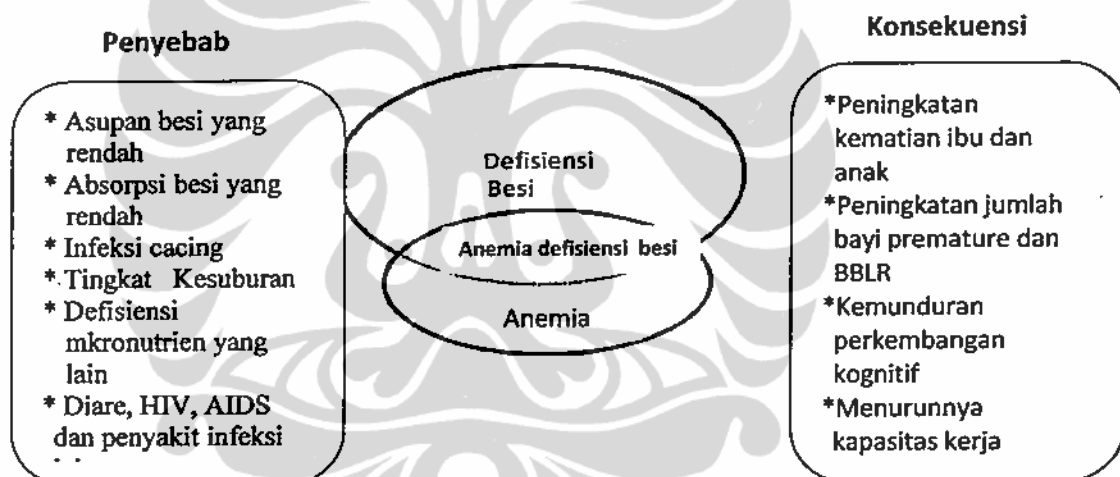 Penyebab
* Asupan besi yang
rendah
* Absorpsi besi yang
rendah
* Infeksi cacing
* Tingkat Kesuburan
* Defisiensi
mkronutrien yang
lain
* Diare, HIV, AIDS
dan penyakit infeksi
Defisiensi
Besi
Anemia defisiensi besi
Anemia
Konsekuensi
*Peningkatan
kematian ibu dan
anak
*Peningkatan jumlah
bayi premature dan
BBLR
*Kemunduran
perkembangan
kognitif
*Menurunnya
kapasitas kerja